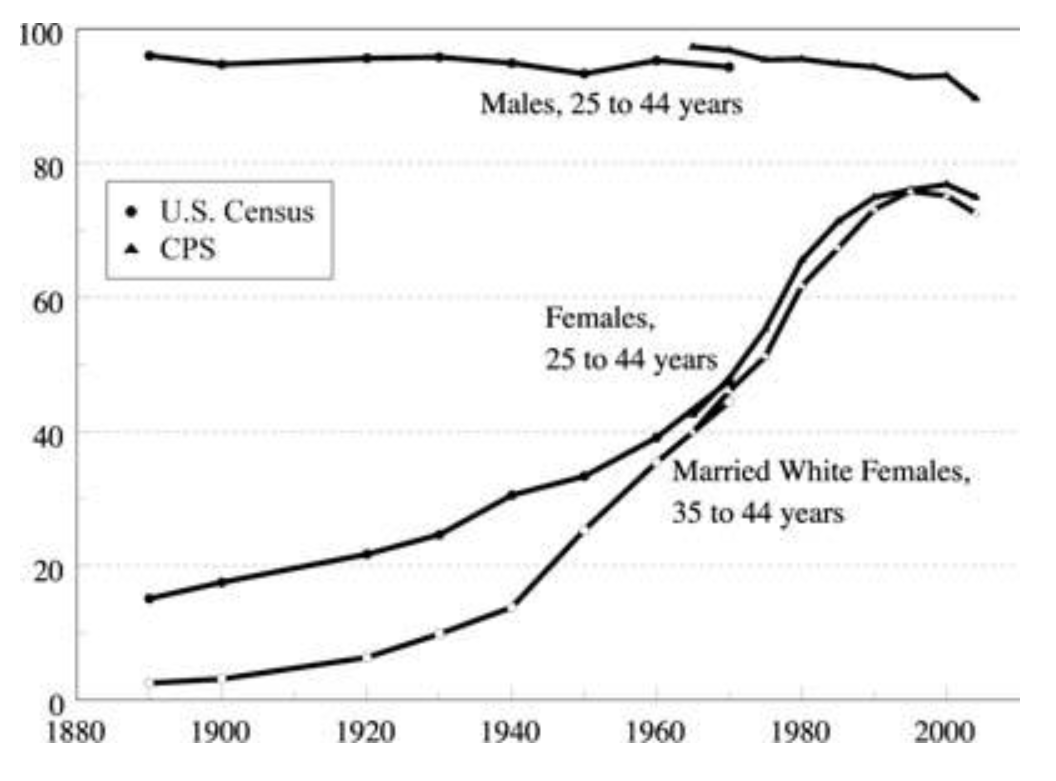 100
Males, 25 to 44 years
80
U.S. Census
CPS
60
Females,
25 to 44 years
40
Married White Females,
35 to 44 years
20
0
1880 1900 1920 1940 1960 1980 2000